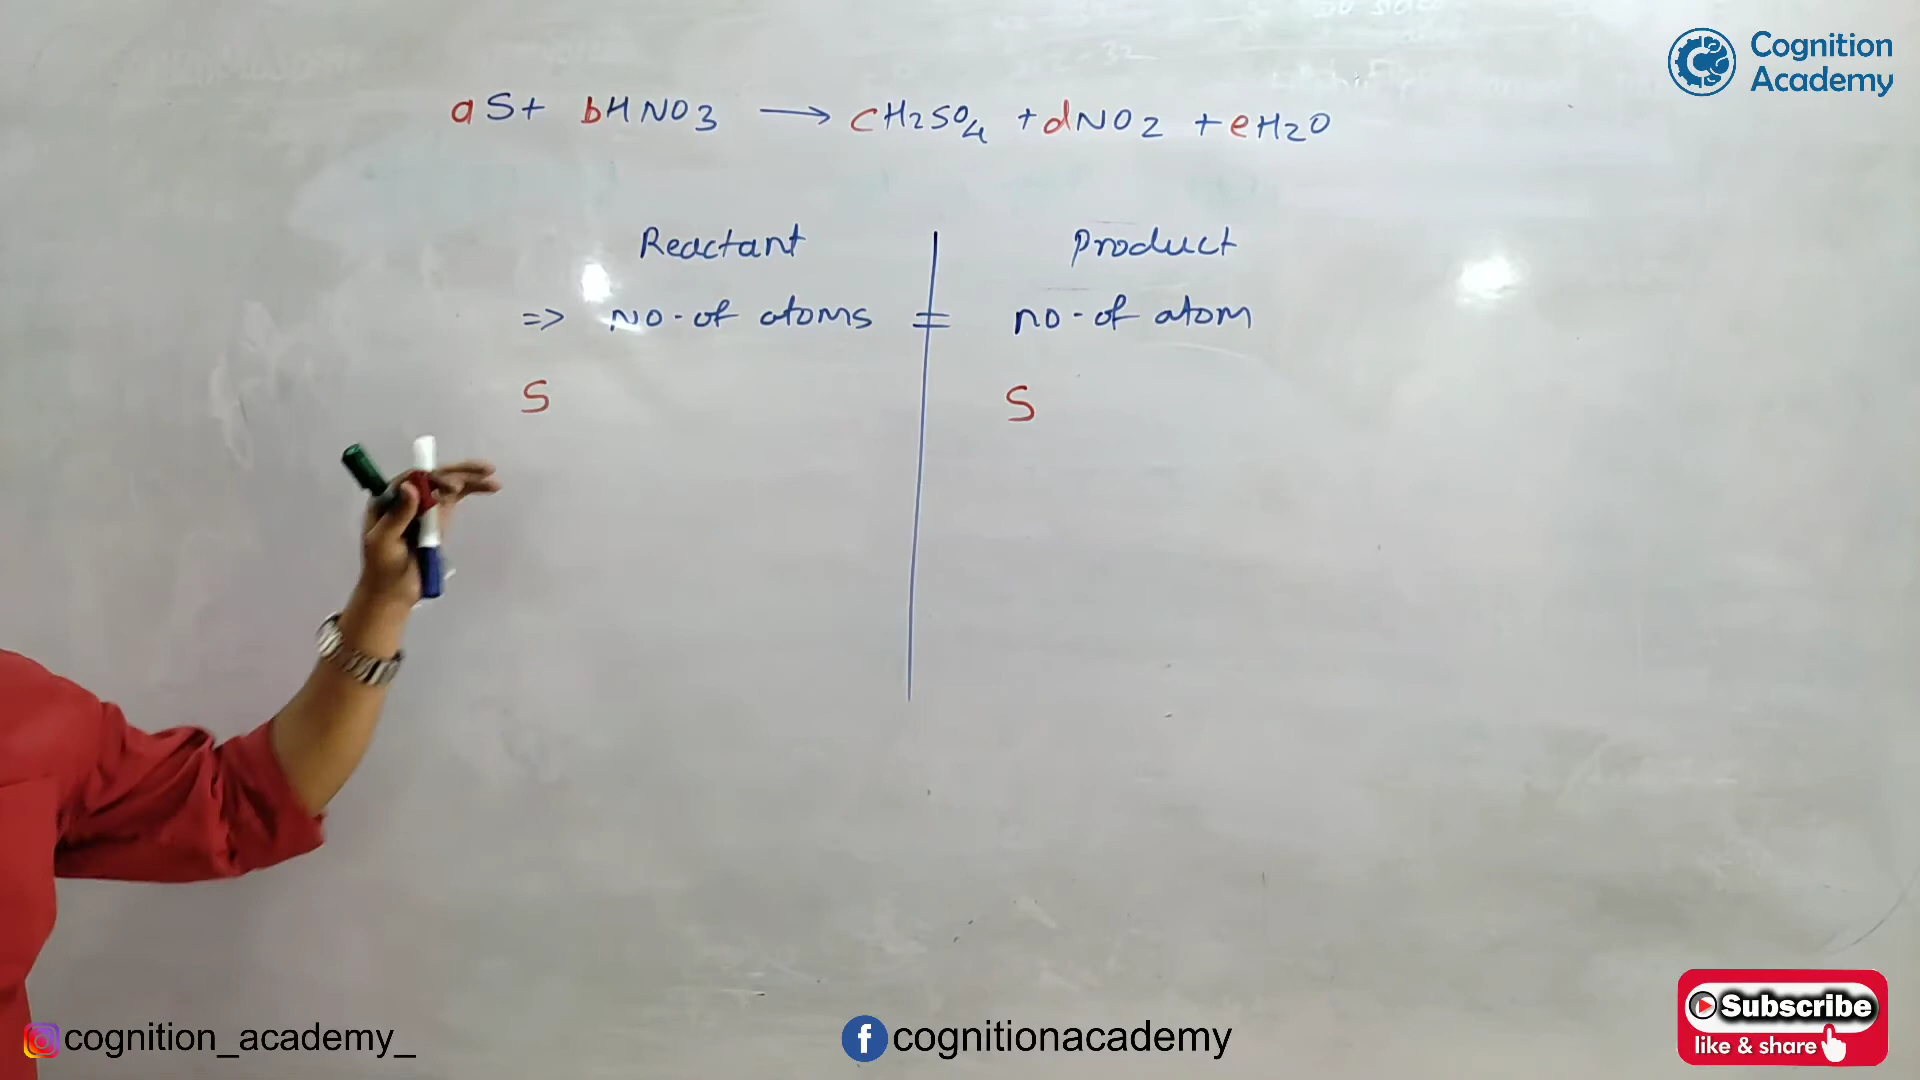 Cognition
Academy
aS + bHNO3 → cH2SO4 + dNO2 + eH2O
Reactant
Product
=> NO. of atoms = no. of atom
S
S
cognition_academy_
cognitionacademy
Subscribe
like & share